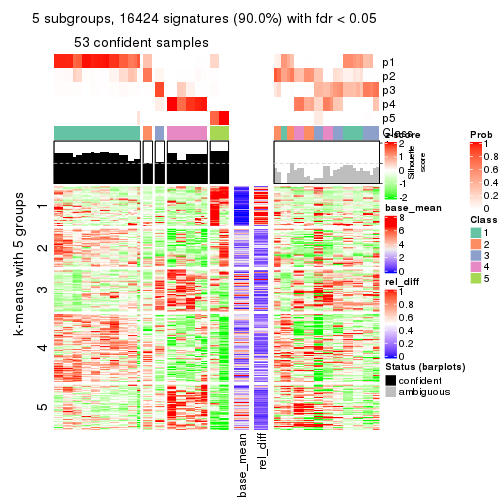 5 subgroups, 16424 signatures (90.0%) with fdr < 0.05
53 confident samples
p1
p2
p3
p4
p5
Class
Silhouette
score
k-means with 5 groups
1
2
3
4
5
base_mean
rel_diff
z-score
2
1
0
-1
-2
base_mean
8
6
4
2
0
rel_diff
1
0.8
0.6
0.4
0.2
0
Status (barplots)
confident
ambiguous
Prob
1
0.8
0.6
0.4
0.2
0
Class
1
2
3
4
5